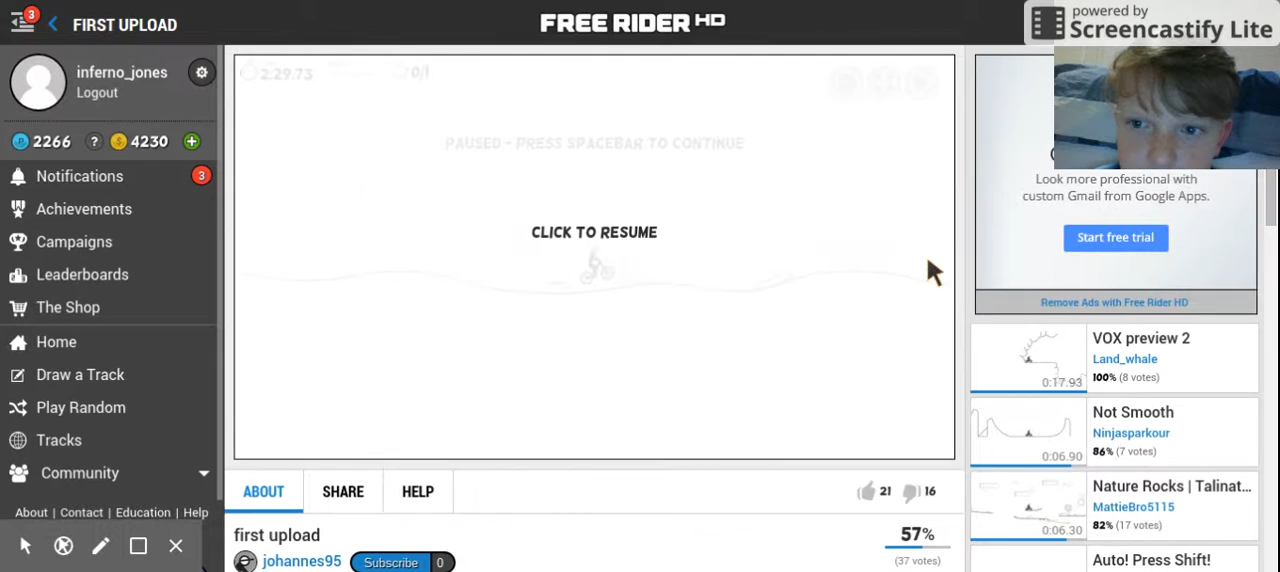 3
FIRST UPLOAD
FREE RIDER HD
powered by
Screencastify Lite
inferno_jones
Logout
2266
?
4230
Notifications
3
Achievements
Campaigns
Leaderboards
The Shop
Home
Draw a Track
Play Random
Tracks
Community
About | Contact | Education | Help
2:29.73
0/1
PAUSED - PRESS SPACEBAR TO CONTINUE
CLICK TO RESUME
ABOUT
SHARE
HELP
21
16
first upload
57%
johannes95
Subscribe
0
(37 votes)
Look more professional with
custom Gmail from Google Apps.
Start free trial
Remove Ads with Free Rider HD
VOX preview 2
Land_whale
0:17.93
100% (8 votes)
Not Smooth
Ninjasparkour
86% (7 votes)
0:06.90
Nature Rocks | Talinat...
MattieBro5115
82% (17 votes)
0:06.30
Auto! Press Shift!